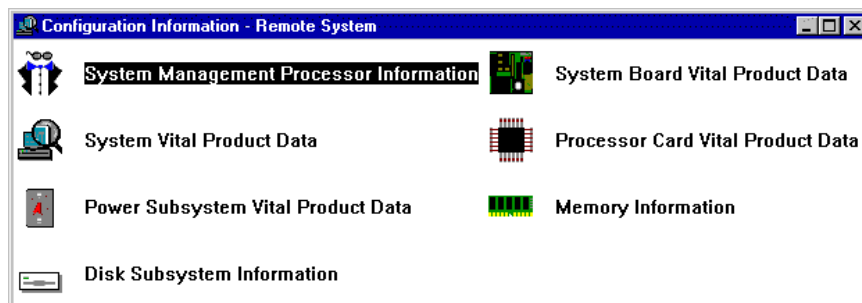 Configuration Information - Remote System
System Management Processor Information
System Board Vital Product Data
System Vital Product Data
Processor Card Vital Product Data
Power Subsystem Vital Product Data
Memory Information
Disk Subsystem Information